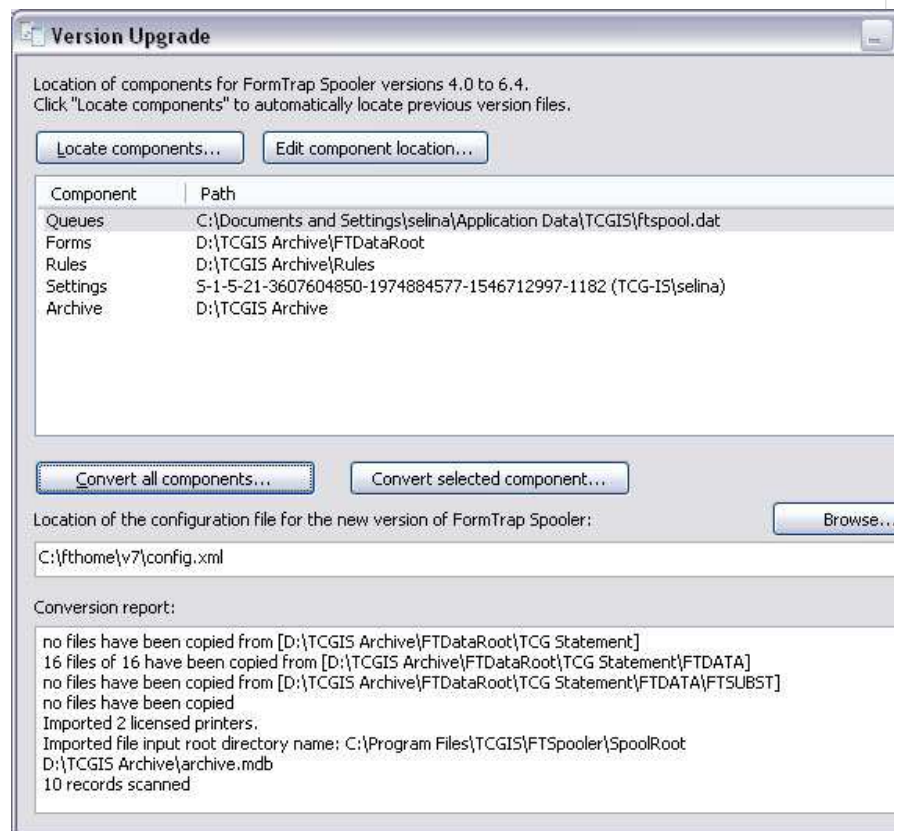 Version Upgrade
Location of components for FormTrap Spooler versions 4.0 to 6.4.
Click "Locate components" to automatically locate previous version files.
Locate components... Edit component location...
Component Path
Queues C:\Documents and Settings\selina\Application Data\TCGIS\ftspool.dat
Forms D:\TCGIS Archive\FTDataRoot
Rules D:\TCGIS Archive\Rules
Settings S-1-5-21-3607604850-1974884577-1546712997-1182 (TCG-IS\selina)
Archive D:\TCGIS Archive
Convert all components... Convert selected component...
Location of the configuration file for the new version of FormTrap Spooler: Browse...
C:\fthome\v7\config.xml
Conversion report:
no files have been copied from [D:\TCGIS Archive\FTDataRoot\TCG Statement]
16 files of 16 have been copied from [D:\TCGIS Archive\FTDataRoot\TCG Statement\FTDATA]
no files have been copied from [D:\TCGIS Archive\FTDataRoot\TCG Statement\FTDATA\FTSUBST]
no files have been copied
Imported 2 licensed printers.
Imported file input root directory name: C:\Program Files\TCGIS\FTSpooler\SpoolRoot
D:\TCGIS Archive\archive.mdb
10 records scanned